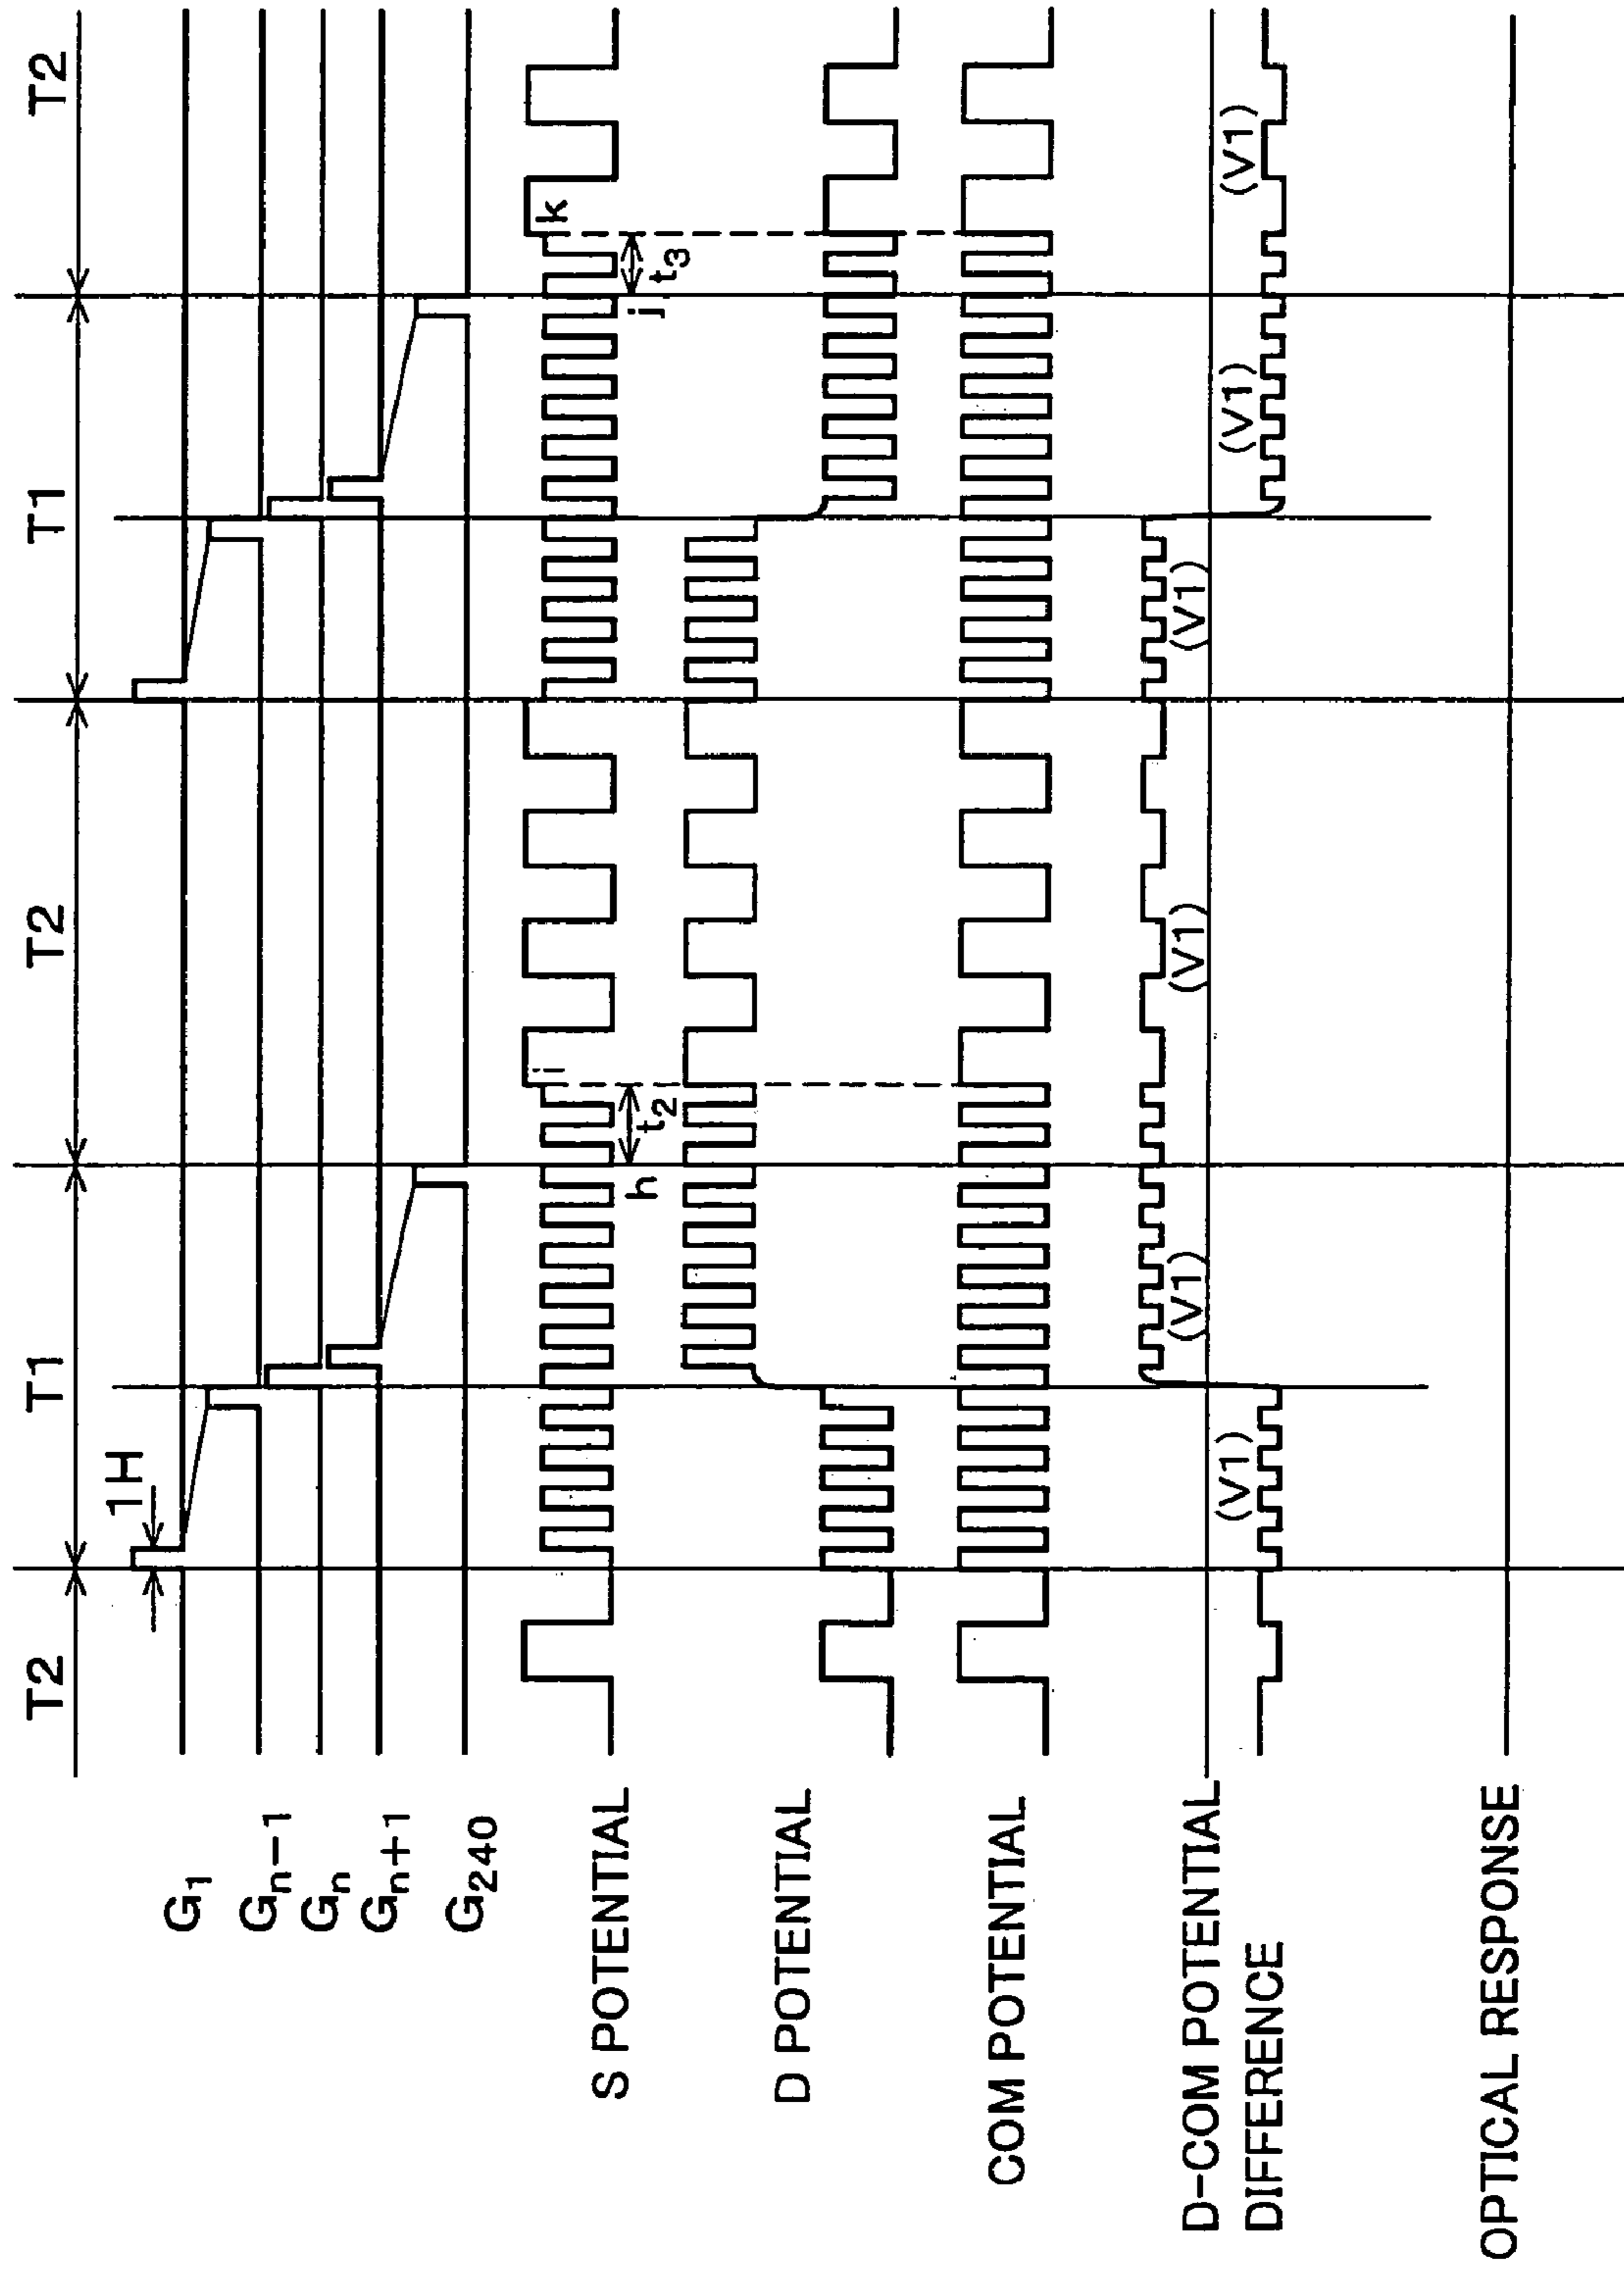 T2 T1 T2 T1 T2
1H
G1
Gn-1
Gn
Gn+1
G240
S POTENTIAL
i k
h t2 j t3
D POTENTIAL
COM POTENTIAL
D-COM POTENTIAL
DIFFERENCE
(V1) (V1) (V1) (V1) (V1) (V1)
OPTICAL RESPONSE